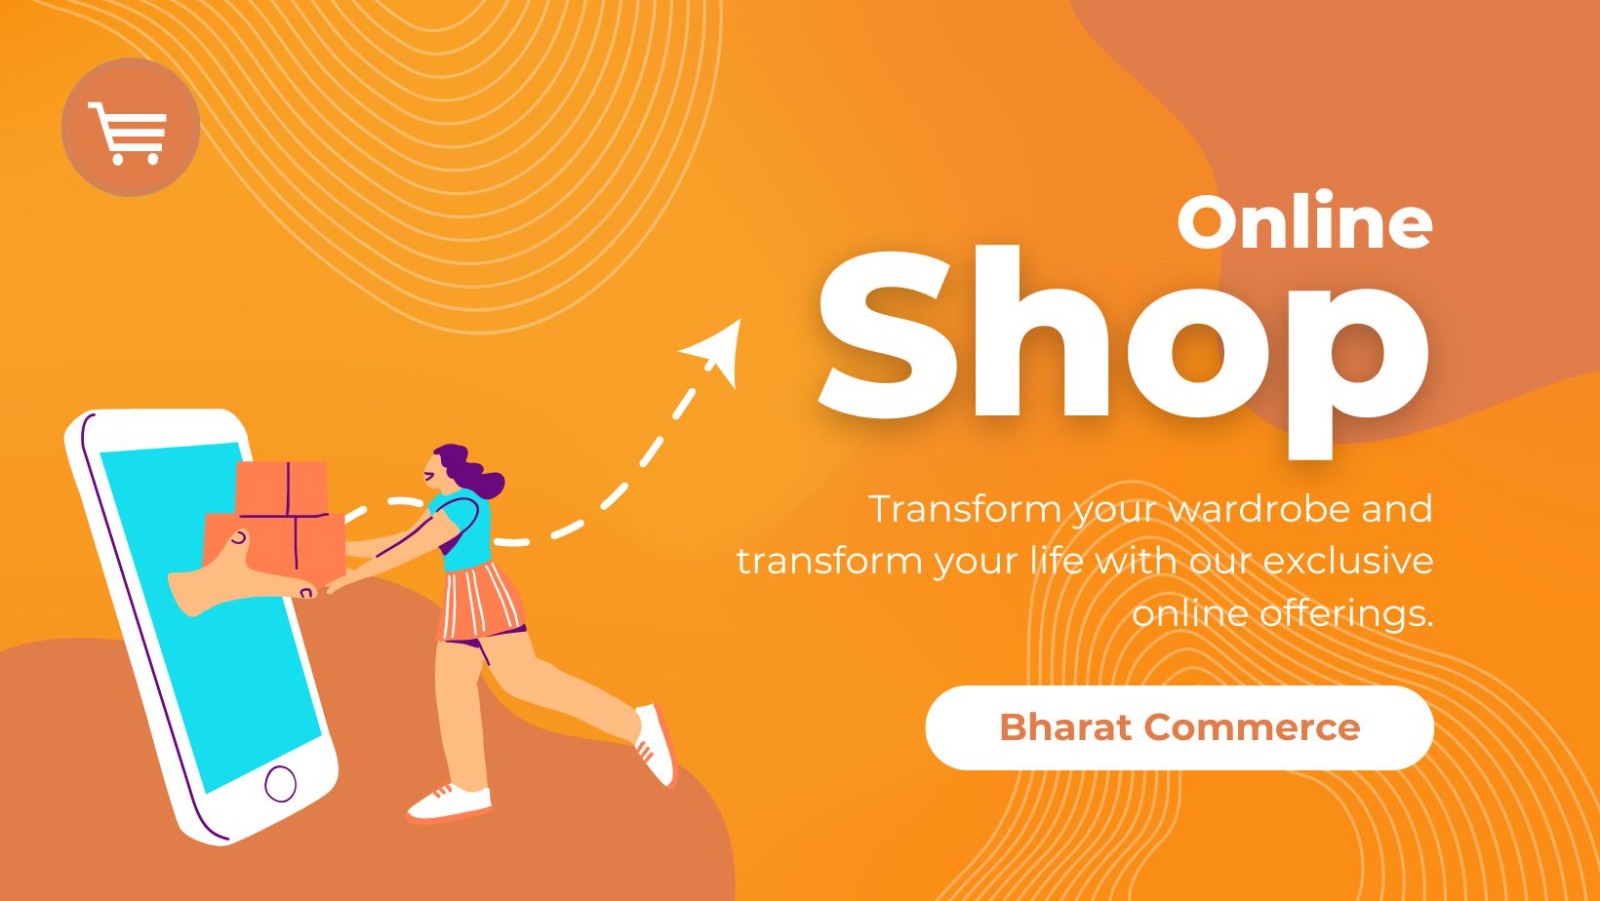 Online
Shop
Transform your wardrobe and
transform your life with our exclusive
online offerings.
Bharat Commerce